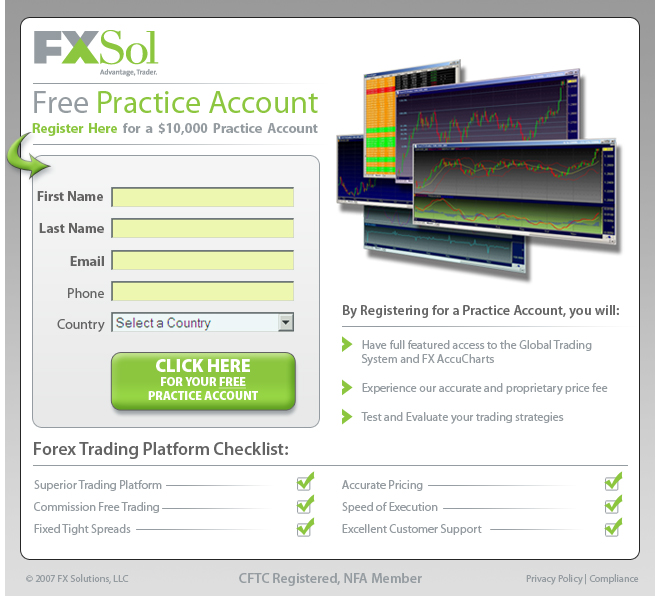 FXSol
Advantage, Trader.
Free Practice Account
Register Here for a $10,000 Practice Account
First Name
Last Name
Email
Phone
Country
Select a Country
CLICK HERE
FOR YOUR FREE
PRACTICE ACCOUNT
By Registering for a Practice Account, you will:
Have full featured access to the Global Trading
System and FX AccuCharts
Experience our accurate and proprietary price fee
Test and Evaluate your trading strategies
Forex Trading Platform Checklist:
Superior Trading Platform
Commission Free Trading
Fixed Tight Spreads
Accurate Pricing
Speed of Execution
Excellent Customer Support
© 2007 FX Solutions, LLC
CFTC Registered, NFA Member
Privacy Policy | Compliance